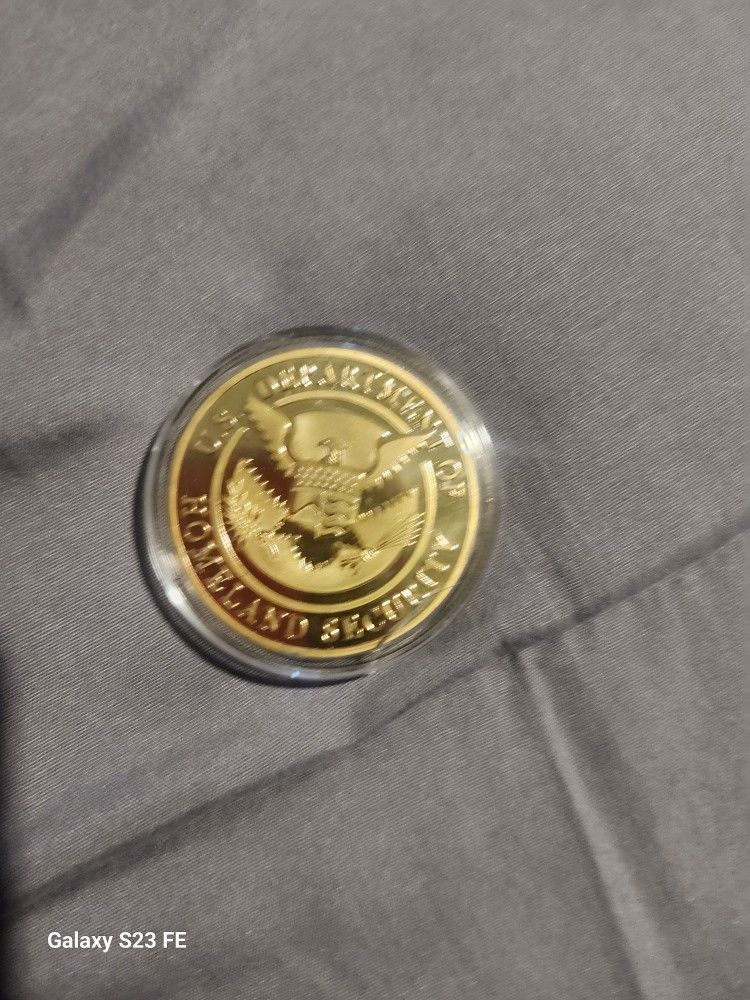 U.S. DEPARTMENT OF
HOMELAND SECURITY
Galaxy S23 FE